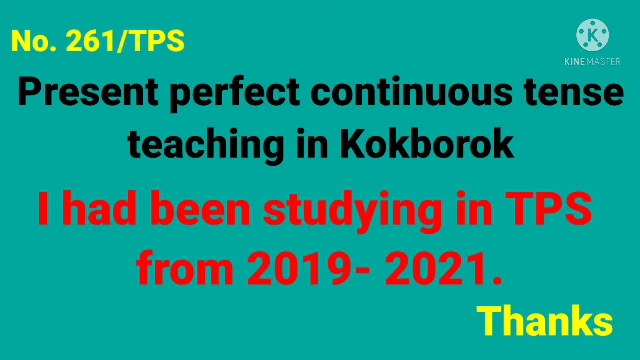 No. 261/TPS
K
KINEMASTER
Present perfect continuous tense
teaching in Kokborok
I had been studying in TPS
from 2019- 2021.
Thanks